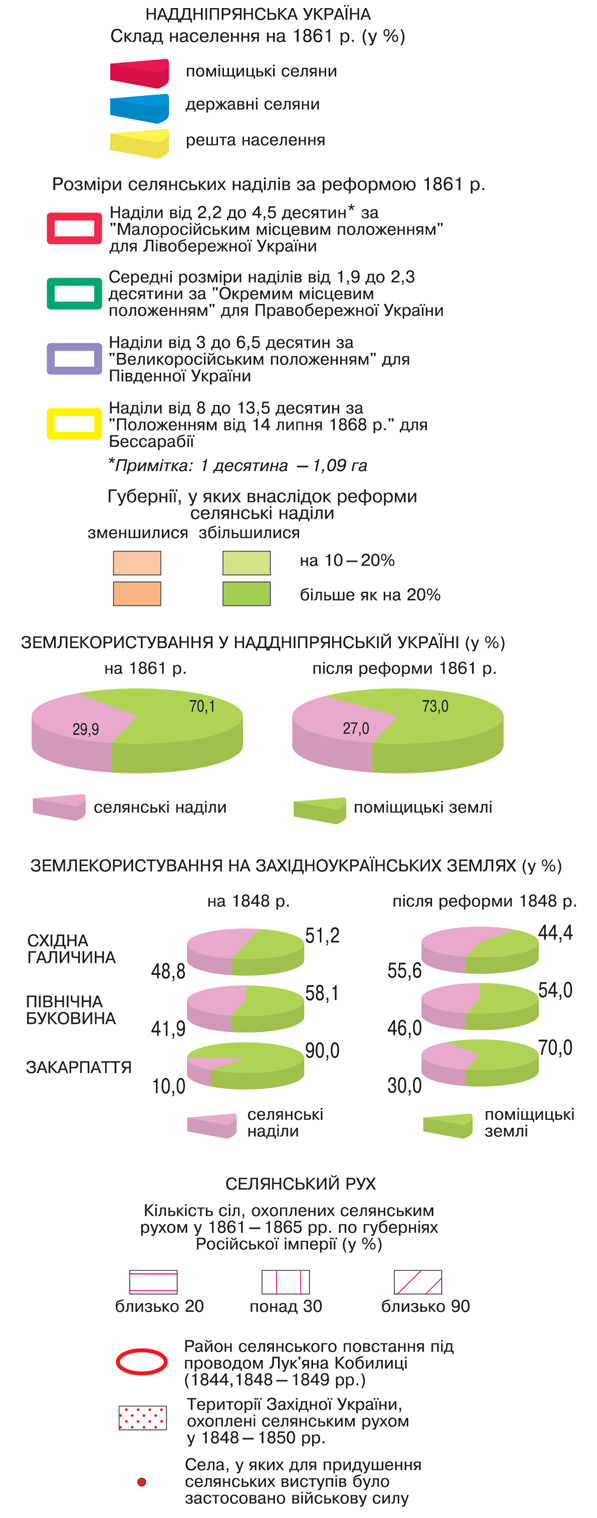 НАДДНІПРЯНСЬКА УКРАЇНА
Склад населення на 1861 р. (у %)
поміщицькі селяни
державні селяни
решта населення
Розміри селянських наділів за реформою 1861 р.
Наділи від 2,2 до 4,5 десятин* за
"Малоросійським місцевим положенням"
для Лівобережної України
Середні розміри наділів від 1,9 до 2,3
десятини за "Окремим місцевим
положенням" для Правобережної України
Наділи від 3 до 6,5 десятин за
"Великоросійським положенням" для
Південної України
Наділи від 8 до 13,5 десятин за
"Положенням від 14 липня 1868 р." для
Бессарабії
*Примітка: 1 десятина — 1,09 га
Губернії, у яких внаслідок реформи
селянські наділи
зменшилися збільшилися
на 10—20%
більше як на 20%
ЗЕМЛЕКОРИСТУВАННЯ У НАДДНІПРЯНСЬКІЙ УКРАЇНІ (у %)
на 1861 р. після реформи 1861 р.
70,1 73,0
29,9 27,0
селянські наділи поміщицькі землі
ЗЕМЛЕКОРИСТУВАННЯ НА ЗАХІДНОУКРАЇНСЬКИХ ЗЕМЛЯХ (у %)
на 1848 р. після реформи 1848 р.
51,2 44,4
СХІДНА
ГАЛИЧИНА
48,8 55,6
58,1 54,0
ПІВНІЧНА
БУКОВИНА
41,9 46,0
90,0 70,0
ЗАКАРПАТТЯ
10,0 30,0
селянські поміщицькі
наділи землі
СЕЛЯНСЬКИЙ РУХ
Кількість сіл, охоплених селянським
рухом у 1861—1865 рр. по губерніях
Російської імперії (у %)
близько 20 понад 30 близько 90
Район селянського повстання під
проводом Лук'яна Кобилиці
(1844,1848—1849 рр.)
Території Західної України,
охоплені селянським рухом
у 1848—1850 рр.
Села, у яких для придушення
селянських виступів було
застосовано військову силу